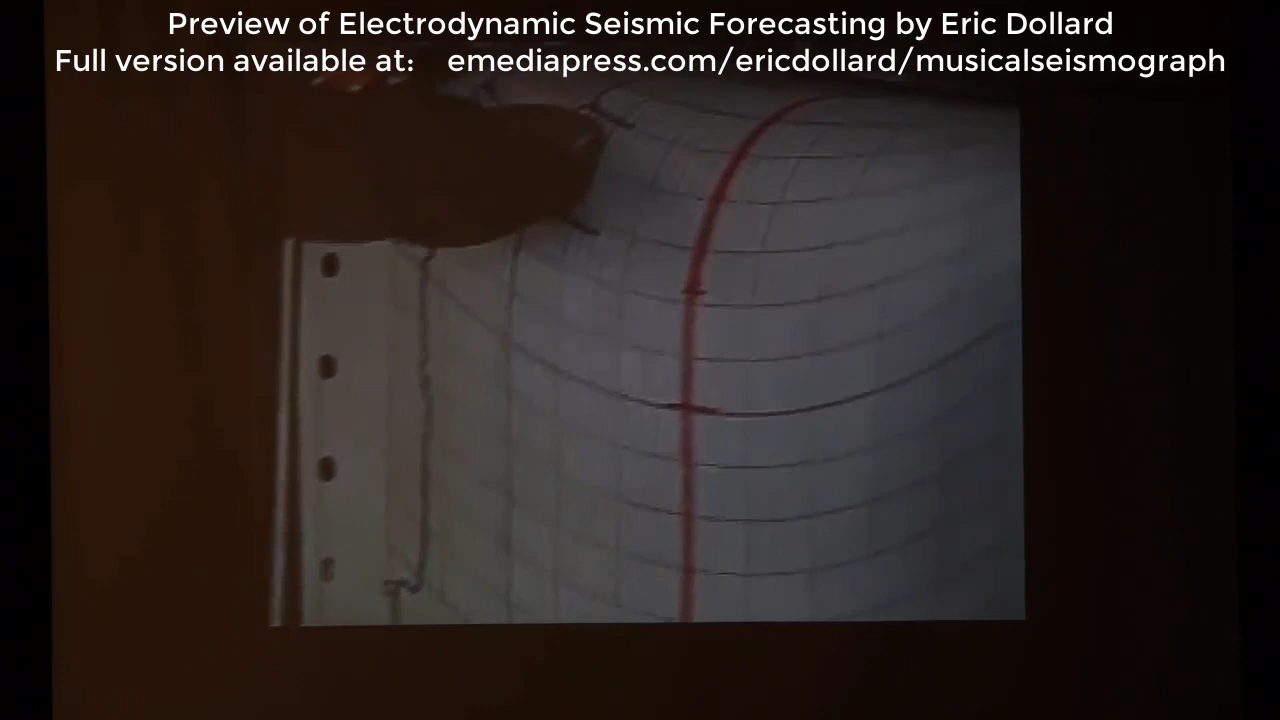 Preview of Electrodynamic Seismic Forecasting by Eric Dollard
Full version available at: emediapress.com/ericdollard/musicalseismograph